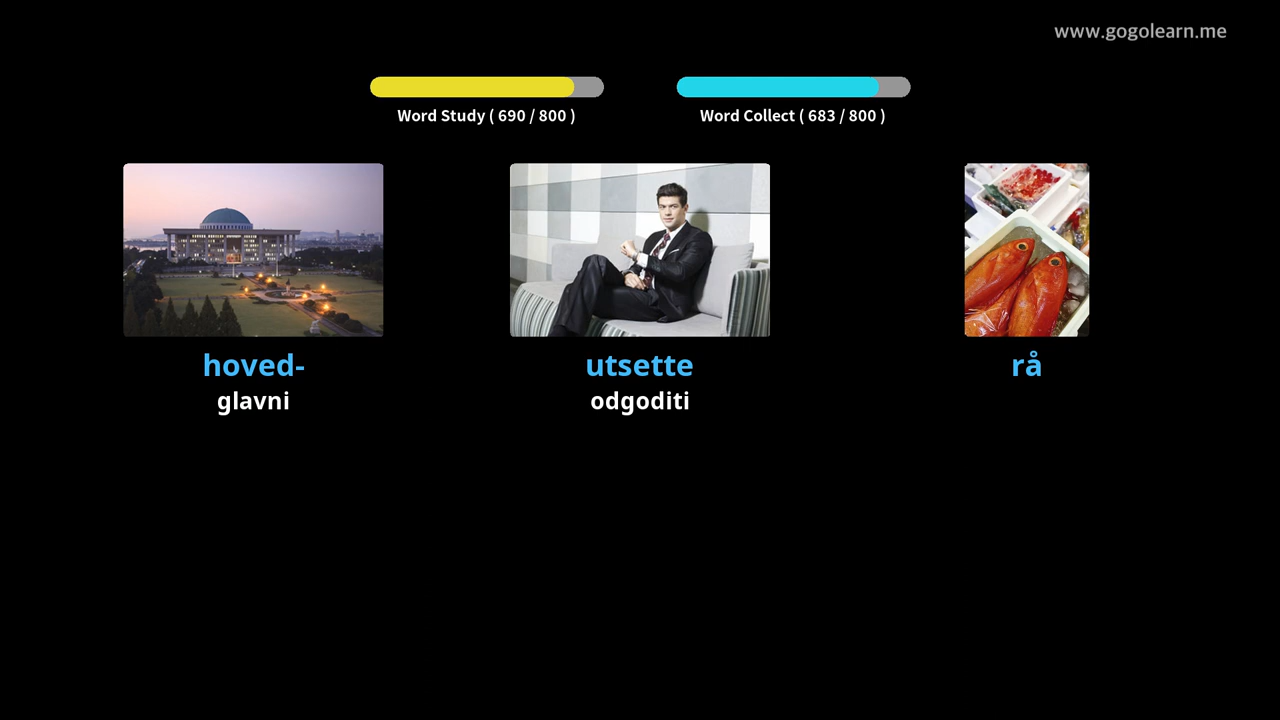 www.gogolearn.me
Word Study ( 690 / 800 )
Word Collect ( 683 / 800 )
hoved-
glavni
utsette
odgoditi
rå